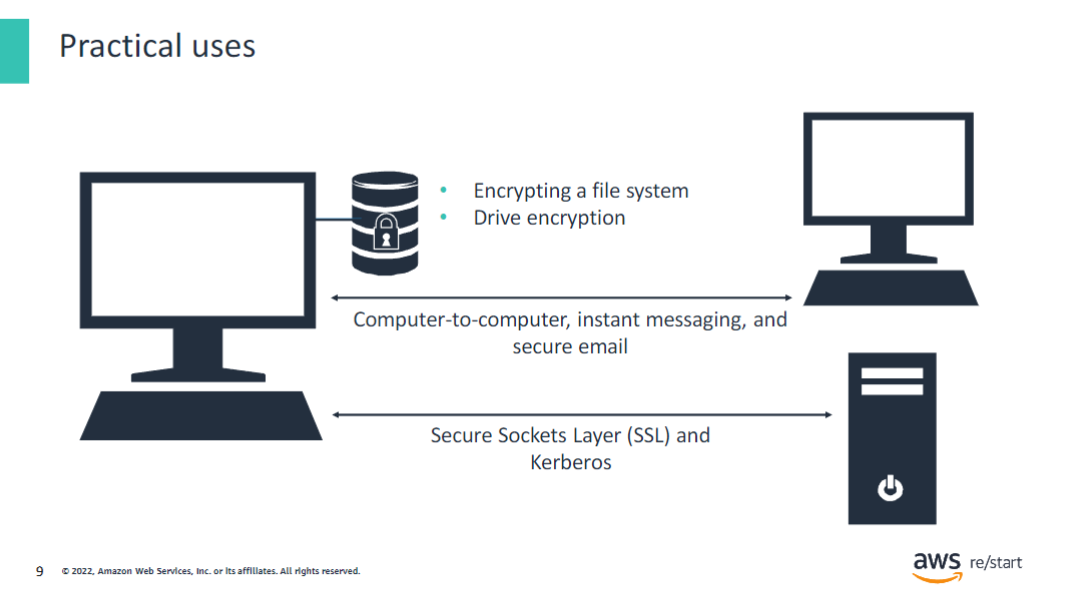 Practical uses
• Encrypting a file system
• Drive encryption
Computer-to-computer, instant messaging, and
secure email
Secure Sockets Layer (SSL) and
Kerberos
9 © 2022, Amazon Web Services, Inc. or its affiliates. All rights reserved.
aws re/start